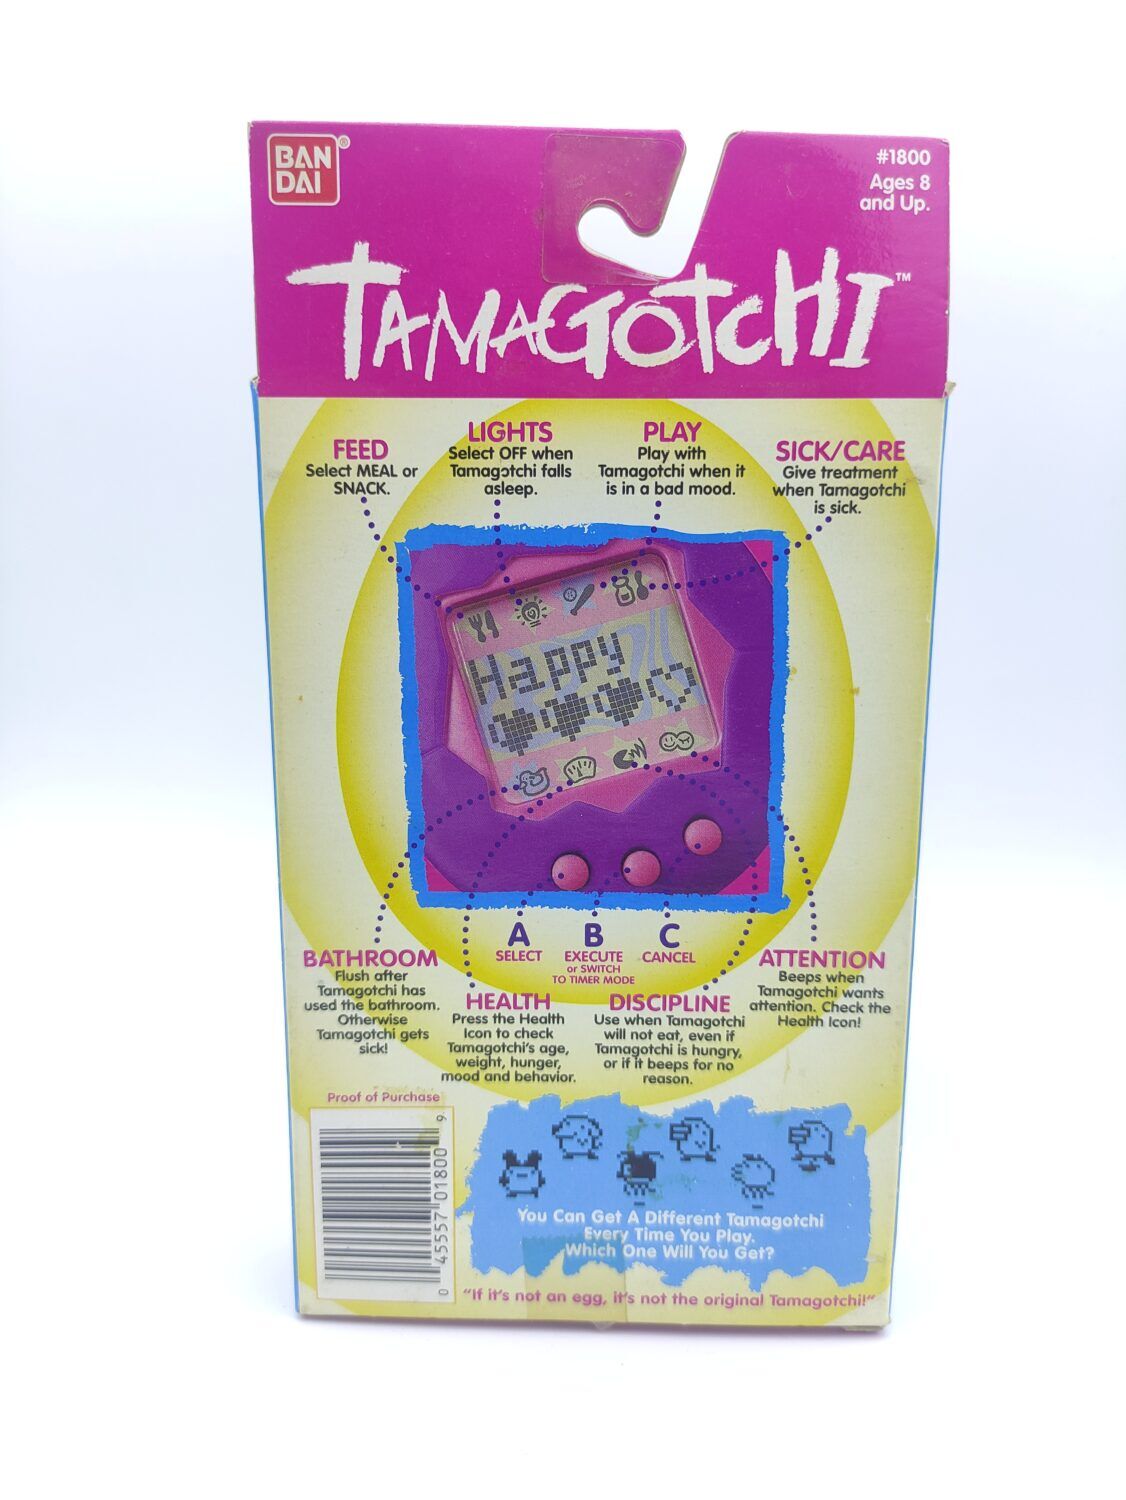 BAN
DAI
®
#1800
Ages 8
and Up.
TAMAGOTCHI™
FEED
Select MEAL or
SNACK.
LIGHTS
Select OFF when
Tamagotchi falls
asleep.
PLAY
Play with
Tamagotchi when it
is in a bad mood.
SICK/CARE
Give treatment
when Tamagotchi
is sick.
Happy
A
SELECT
B
EXECUTE
or SWITCH
TO TIMER MODE
C
CANCEL
BATHROOM
Flush after
Tamagotchi has
used the bathroom.
Otherwise
Tamagotchi gets
sick!
HEALTH
Press the Health
Icon to check
Tamagotchi's age,
weight, hunger,
mood and behavior.
DISCIPLINE
Use when Tamagotchi
will not eat, even if
Tamagotchi is hungry,
or if it beeps for no
reason.
ATTENTION
Beeps when
Tamagotchi wants
attention. Check the
Health Icon!
Proof of Purchase
0 45557 01800 9
You Can Get A Different Tamagotchi
Every Time You Play.
Which One Will You Get?
"If it's not an egg, it's not the original Tamagotchi!"